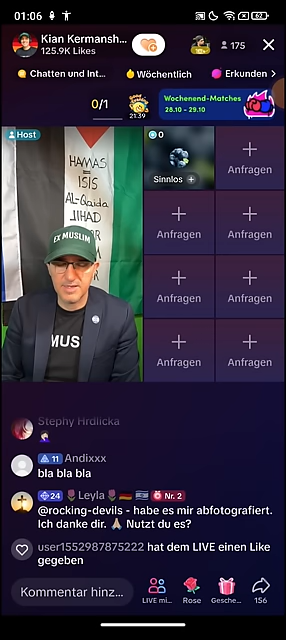 01:06
62
Kian Kermansh...
125.9K Likes
175
Chatten und Int...
Wöchentlich
Erkunden
0/1
21:39
Wochenend-Matches
28.10 - 29.10
Host
HAMAS
=
ISIS
AL-Qaida
JIHAD
EX MUSLIM
MUS
0
Sinnlos +
Anfragen
Anfragen
Anfragen
Anfragen
Anfragen
Anfragen
Anfragen
Stephy Hrdlicka
11 Andixxx
bla bla bla
24 Leyla Nr. 2
@rocking-devils - habe es mir abfotografiert.
Ich danke dir. 🙏 Nutzt du es?
user1552987875222 hat dem LIVE einen Like
gegeben
Kommentar hinz...
LIVE mi...
Rose
Gesche...
156